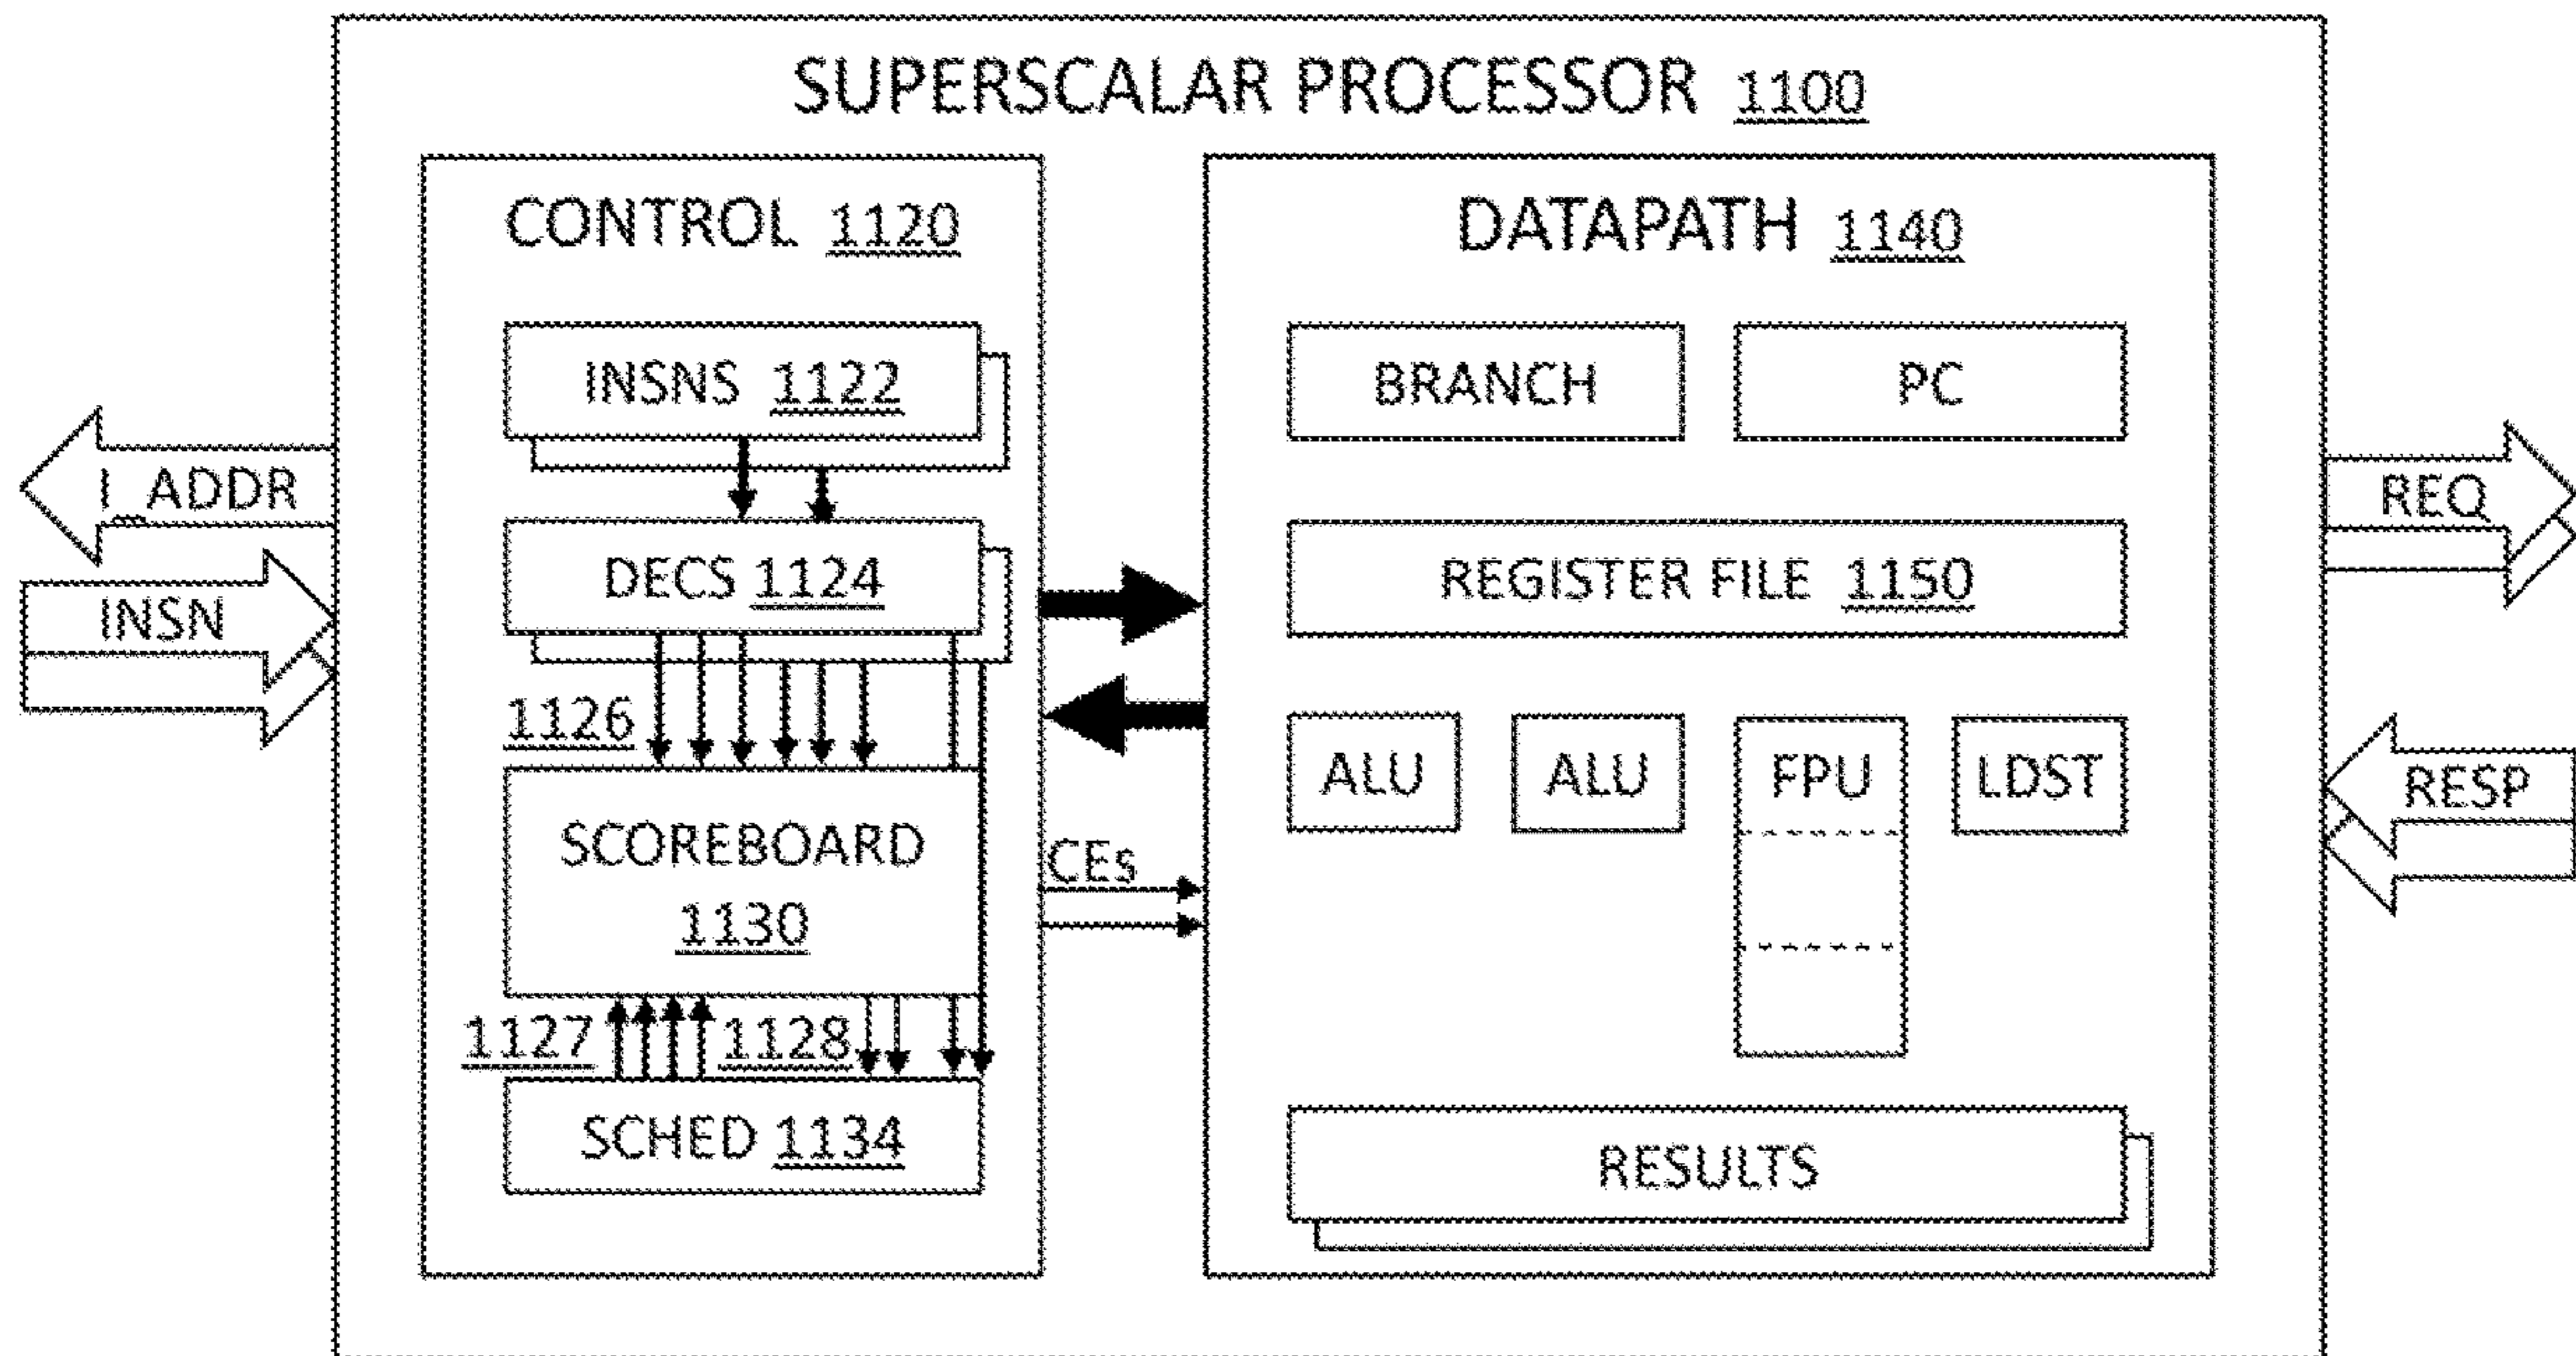 SUPERSCALAR PROCESSOR 1100
CONTROL 1120
INSNS 1122
DECS 1124
1126
SCOREBOARD
1130
1127
1128
SCHED 1134
I_ADDR
INSN
CEs
DATAPATH 1140
BRANCH
PC
REGISTER FILE 1150
ALU
ALU
FPU
LDST
RESULTS
REQ
RESP